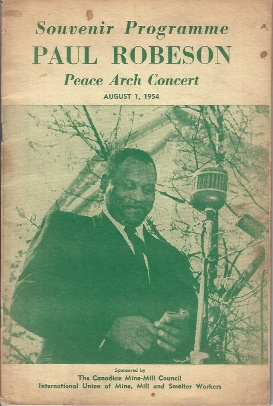 Souvenir Programme
PAUL ROBESON
Peace Arch Concert
AUGUST 1, 1954
Sponsored by
The Canadian Mine-Mill Council
International Union of Mine, Mill and Smelter Workers